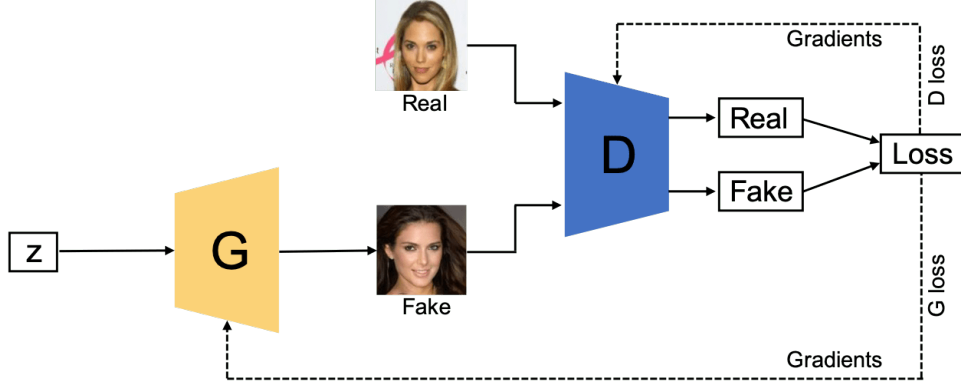 Gradients
D loss
Real
D
Real
Loss
Fake
z
G
Fake
G loss
Gradients